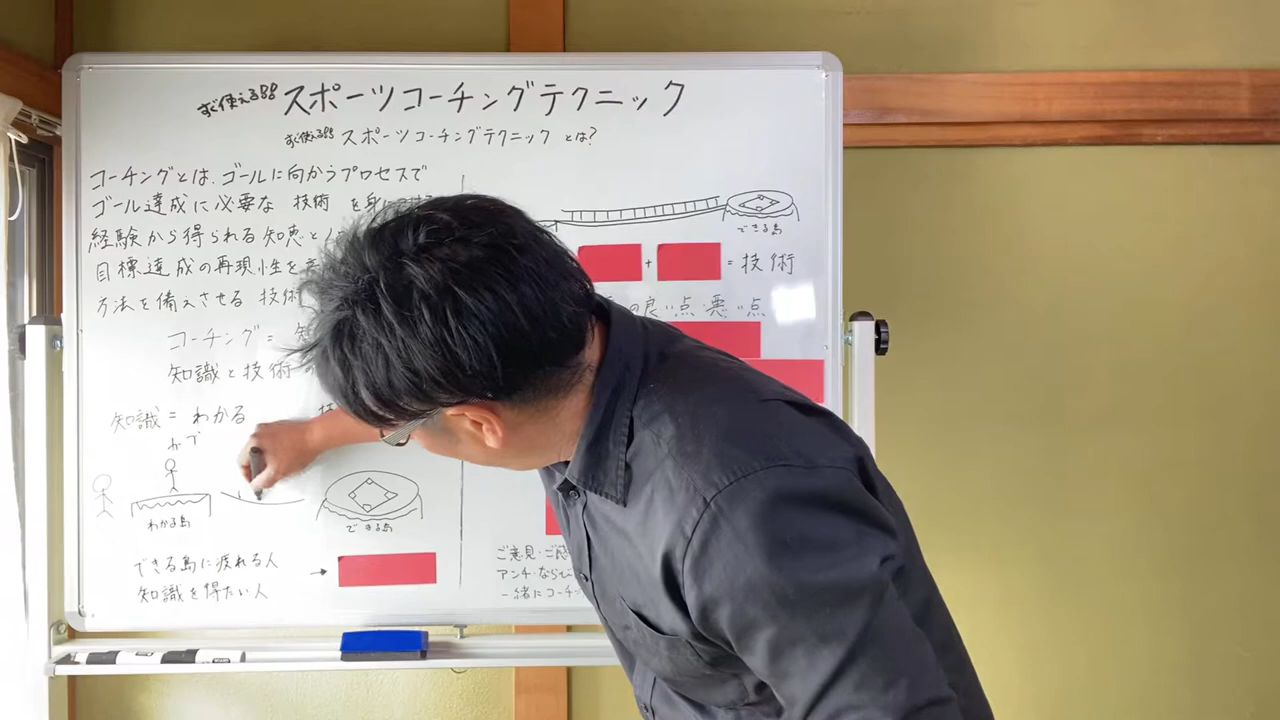 すぐ使える!! スポーツコーチングテクニック
すぐ使える!! スポーツコーチングテクニック とは?
コーチングとは、ゴールに向かうプロセスで
ゴール達成に必要な 技術 を身に
経験から得られる知恵と
目標達成の再現性を
方法を備えさせる 技術
コーチング =
知識と技術
知識 = わかる
わかる島
できる島
できる島に疲れる人
知識を得たい人
→
できる島
+ = 技術
の良い点・悪い点
ご意見・ご感
アンチ・ならび
一緒にコーチ